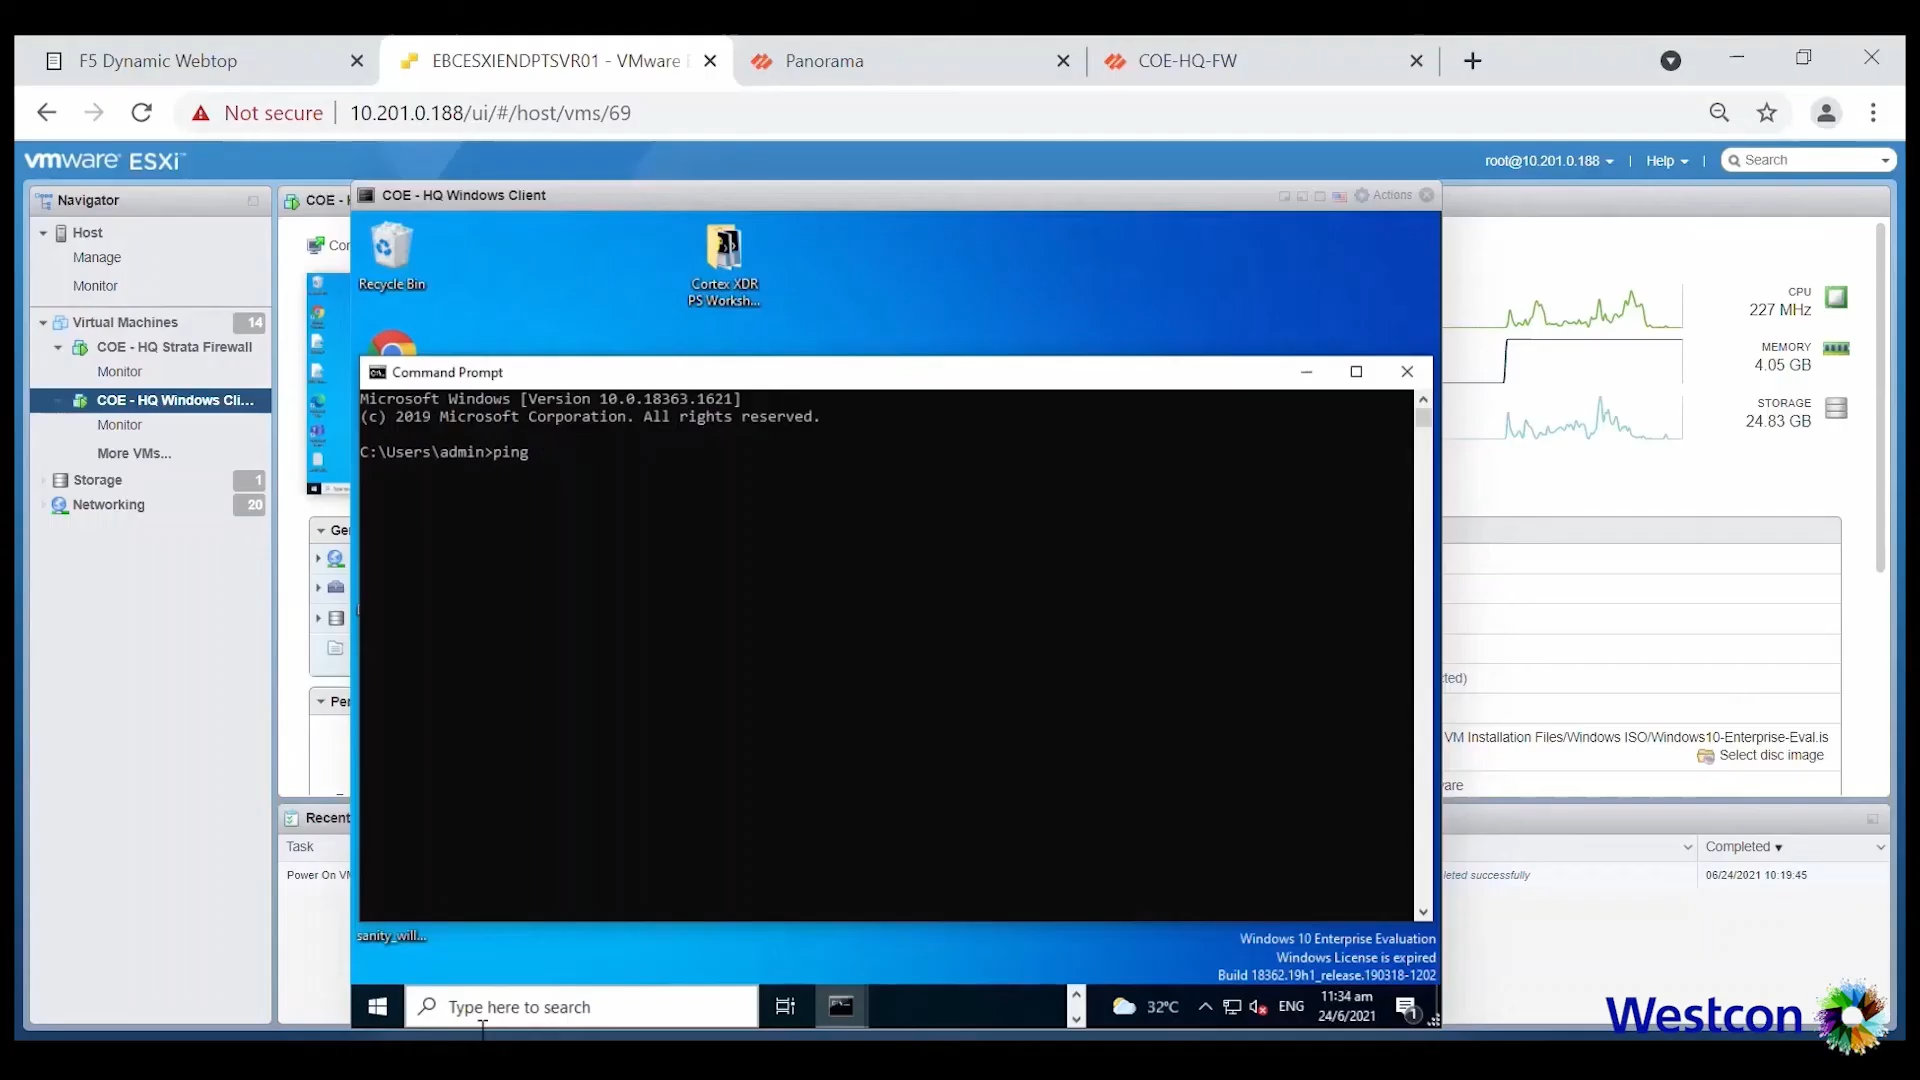 F5 Dynamic Webtop
EBCESXIENDPTSVR01 - VMware
Panorama
COE-HQ-FW
Not secure
10.201.0.188/ui/#/host/vms/69
vmware ESXi
root@10.201.0.188
Help
Search
Navigator
Host
Manage
Monitor
Virtual Machines
14
COE - HQ Strata Firewall
Monitor
COE - HQ Windows Cli...
Monitor
More VMs...
Storage
1
Networking
20
COE -
COE - HQ Windows Client
Actions
Recycle Bin
Cortex XDR
PS Worksh...
Command Prompt
Microsoft Windows [Version 10.0.18363.1621]
(c) 2019 Microsoft Corporation. All rights reserved.
C:\Users\admin>ping
CPU
227 MHz
MEMORY
4.05 GB
STORAGE
24.83 GB
VM Installation Files/Windows ISO/Windows10-Enterprise-Eval.is
Select disc image
Recent
Task
Completed
Power On VM
leted successfully
06/24/2021 10:19:45
sanity_will...
Windows 10 Enterprise Evaluation
Windows License is expired
Build 18362.19h1_release.190318-1202
Type here to search
32°C
ENG
11:34 am
24/6/2021
1
Westcon